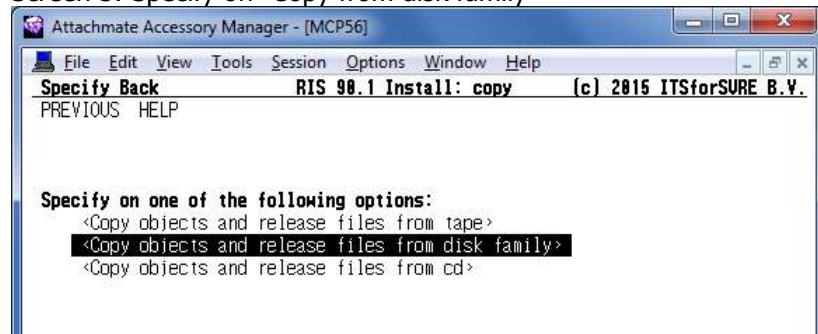 Screen 3: Specify on "Copy from disk family"
Attachmate Accessory Manager - [MCP56]
File Edit View Tools Session Options Window Help
Specify Back RIS 90.1 Install: copy (c) 2015 ITSforSURE B.V.
PREVIOUS HELP
Specify on one of the following options:
<Copy objects and release files from tape>
<Copy objects and release files from disk family>
<Copy objects and release files from cd>